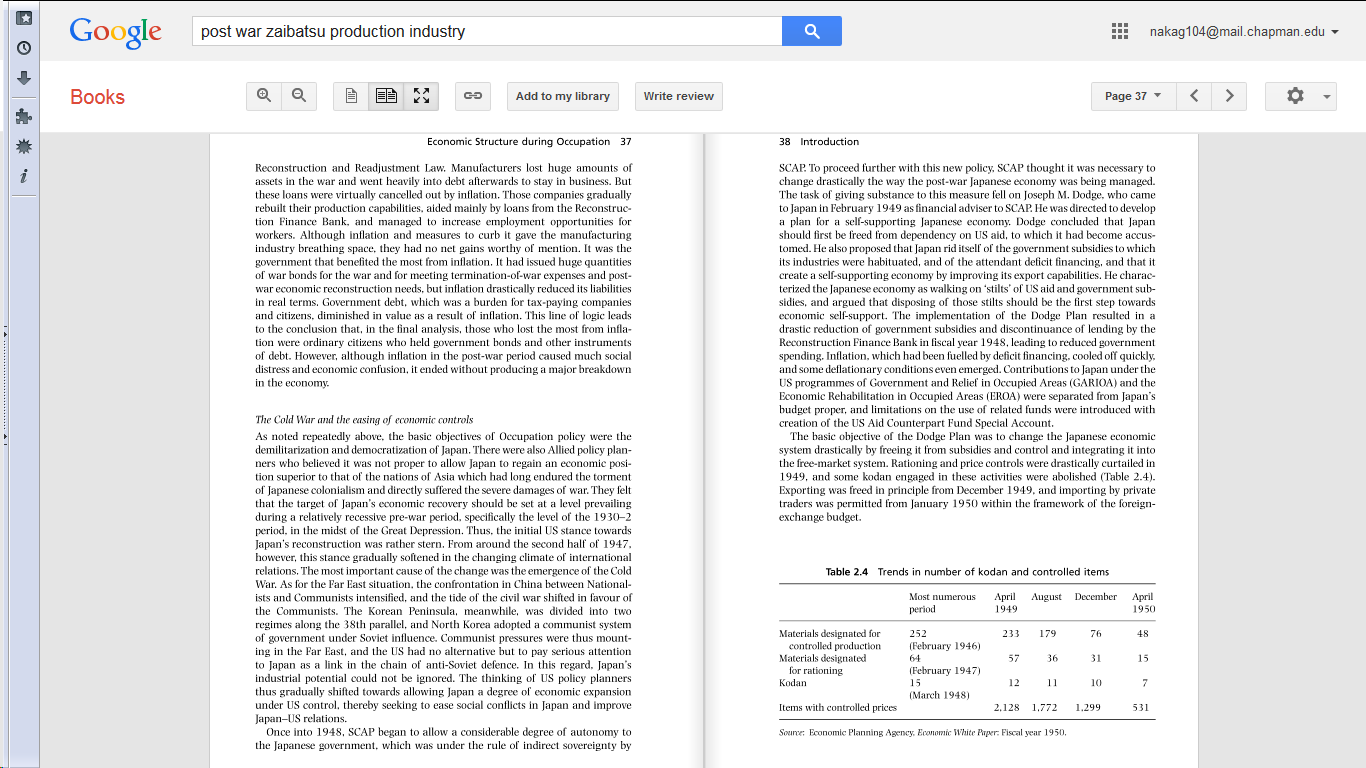 Google
post war zaibatsu production industry
nakag104@mail.chapman.edu
Books
Add to my library
Write review
Page 37
Economic Structure during Occupation 37
Reconstruction and Readjustment Law. Manufacturers lost huge amounts of
assets in the war and went heavily into debt afterwards to stay in business. But
these loans were virtually cancelled out by inflation. Those companies gradually
rebuilt their production capabilities, aided mainly by loans from the Reconstruc-
tion Finance Bank, and managed to increase employment opportunities for
workers. Although inflation and measures to curb it gave the manufacturing
industry breathing space, they had no net gains worthy of mention. It was the
government that benefited the most from inflation. It had issued huge quantities
of war bonds for the war and for meeting termination-of-war expenses and post-
war economic reconstruction needs, but inflation drastically reduced its liabilities
in real terms. Government debt, which was a burden for tax-paying companies
and citizens, diminished in value as a result of inflation. This line of logic leads
to the conclusion that, in the final analysis, those who lost the most from infla-
tion were ordinary citizens who held government bonds and other instruments
of debt. However, although inflation in the post-war period caused much social
distress and economic confusion, it ended without producing a major breakdown
in the economy.
The Cold War and the easing of economic controls
As noted repeatedly above, the basic objectives of Occupation policy were the
demilitarization and democratization of Japan. There were also Allied policy plan-
ners who believed it was not proper to allow Japan to regain an economic posi-
tion superior to that of the nations of Asia which had long endured the torment
of Japanese colonialism and directly suffered the severe damages of war. They felt
that the target of Japan's economic recovery should be set at a level prevailing
during a relatively recessive pre-war period, specifically the level of the 1930–2
period, in the midst of the Great Depression. Thus, the initial US stance towards
Japan's reconstruction was rather stern. From around the second half of 1947,
however, this stance gradually softened in the changing climate of international
relations. The most important cause of the change was the emergence of the Cold
War. As for the Far East situation, the confrontation in China between National-
ists and Communists intensified, and the tide of the civil war shifted in favour of
the Communists. The Korean Peninsula, meanwhile, was divided into two
regimes along the 38th parallel, and North Korea adopted a communist system
of government under Soviet influence. Communist pressures were thus mount-
ing in the Far East, and the US had no alternative but to pay serious attention
to Japan as a link in the chain of anti-Soviet defence. In this regard, Japan's
industrial potential could not be ignored. The thinking of US policy planners
thus gradually shifted towards allowing Japan a degree of economic expansion
under US control, thereby seeking to ease social conflicts in Japan and improve
Japan–US relations.
Once into 1948, SCAP began to allow a considerable degree of autonomy to
the Japanese government, which was under the rule of indirect sovereignty by
38 Introduction
SCAP. To proceed further with this new policy, SCAP thought it was necessary to
change drastically the way the post-war Japanese economy was being managed.
The task of giving substance to this measure fell on Joseph M. Dodge, who came
to Japan in February 1949 as financial adviser to SCAP. He was directed to develop
a plan for a self-supporting Japanese economy. Dodge concluded that Japan
should first be freed from dependency on US aid, to which it had become accus-
tomed. He also proposed that Japan rid itself of the government subsidies to which
its industries were habituated, and of the attendant deficit financing, and that it
create a self-supporting economy by improving its export capabilities. He charac-
terized the Japanese economy as walking on 'stilts' of US aid and government sub-
sidies, and argued that disposing of those stilts should be the first step towards
economic self-support. The implementation of the Dodge Plan resulted in a
drastic reduction of government subsidies and discontinuance of lending by the
Reconstruction Finance Bank in fiscal year 1948, leading to reduced government
spending. Inflation, which had been fuelled by deficit financing, cooled off quickly,
and some deflationary conditions even emerged. Contributions to Japan under the
US programmes of Government and Relief in Occupied Areas (GARIOA) and the
Economic Rehabilitation in Occupied Areas (EROA) were separated from Japan's
budget proper, and limitations on the use of related funds were introduced with
creation of the US Aid Counterpart Fund Special Account.
The basic objective of the Dodge Plan was to change the Japanese economic
system drastically by freeing it from subsidies and control and integrating it into
the free-market system. Rationing and price controls were drastically curtailed in
1949, and some kodan engaged in these activities were abolished (Table 2.4).
Exporting was freed in principle from December 1949, and importing by private
traders was permitted from January 1950 within the framework of the foreign-
exchange budget.
Table 2.4 Trends in number of kodan and controlled items
Most numerous April August December April
period 1949 1950
Materials designated for 252 233 179 76 48
controlled production (February 1946)
Materials designated 64 57 36 31 15
for rationing (February 1947)
Kodan 15 12 11 10 7
(March 1948)
Items with controlled prices 2,128 1,772 1,299 531
Source: Economic Planning Agency, Economic White Paper: Fiscal year 1950.